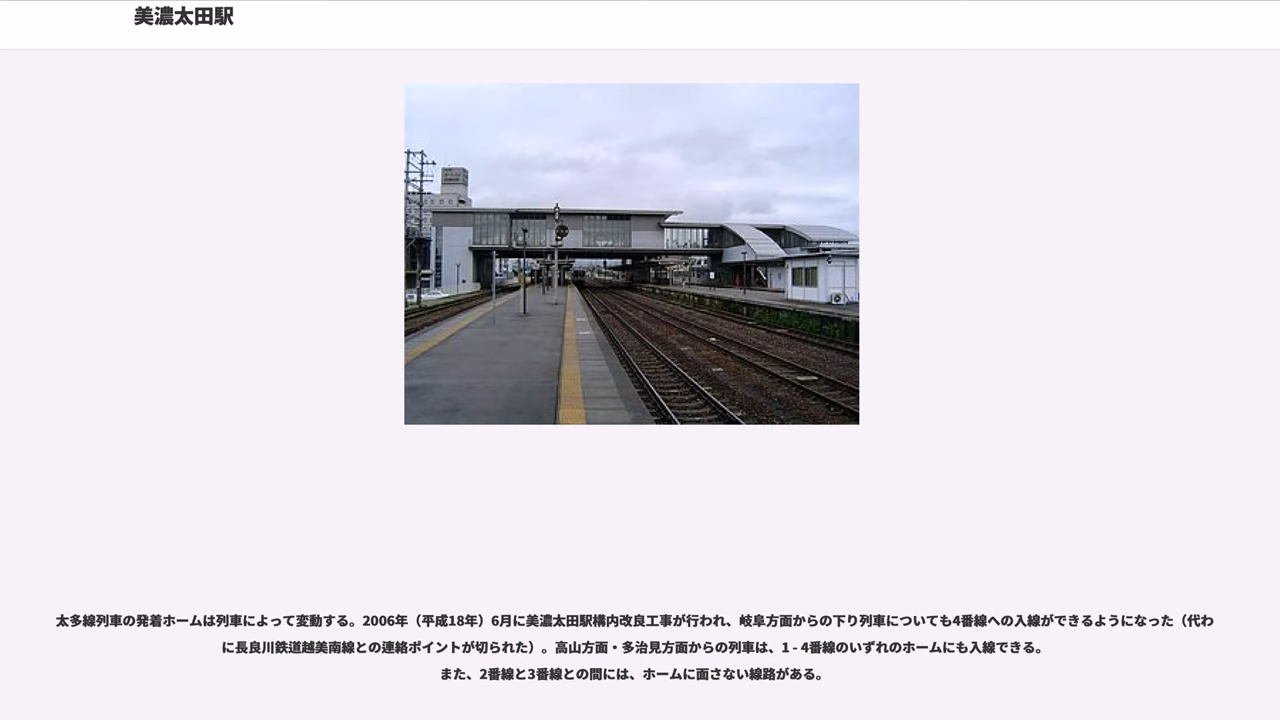 美濃太田駅
太多線列車の発着ホームは列車によって変動する。2006年（平成18年）6月に美濃太田駅構内改良工事が行われ、岐阜方面からの下り列車についても4番線への入線ができるようになった（代わ
に長良川鉄道越美南線との連絡ポイントが切られた）。高山方面・多治見方面からの列車は、1 - 4番線のいずれのホームにも入線できる。
また、2番線と3番線との間には、ホームに面さない線路がある。